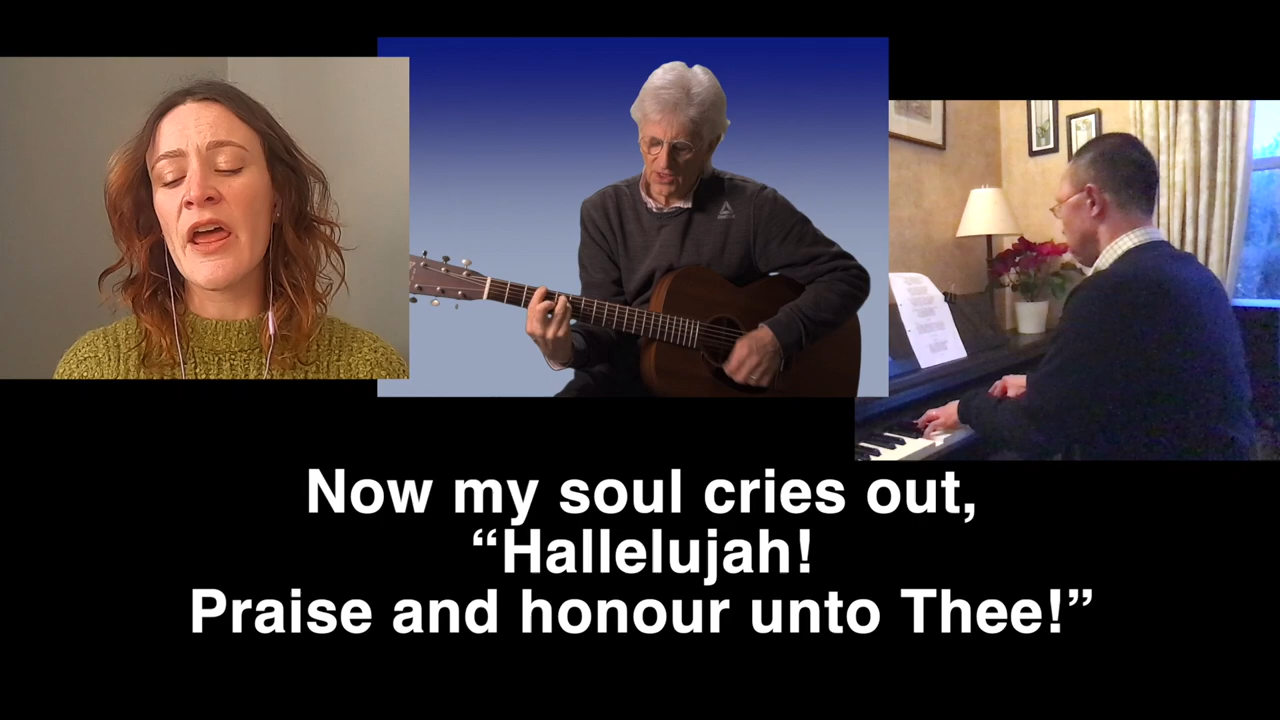 Now my soul cries out,
“Hallelujah!
Praise and honour unto Thee!”